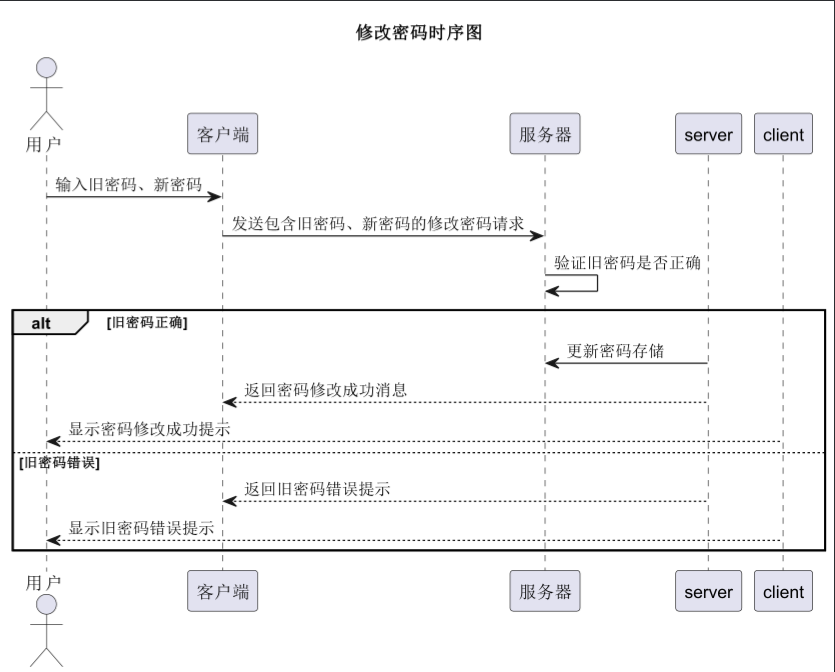 修改密码时序图
用户
客户端
服务器
server
client
输入旧密码、新密码
发送包含旧密码、新密码的修改密码请求
验证旧密码是否正确
alt
[旧密码正确]
更新密码存储
返回密码修改成功消息
显示密码修改成功提示
[旧密码错误]
返回旧密码错误提示
显示旧密码错误提示
用户
客户端
服务器
server
client